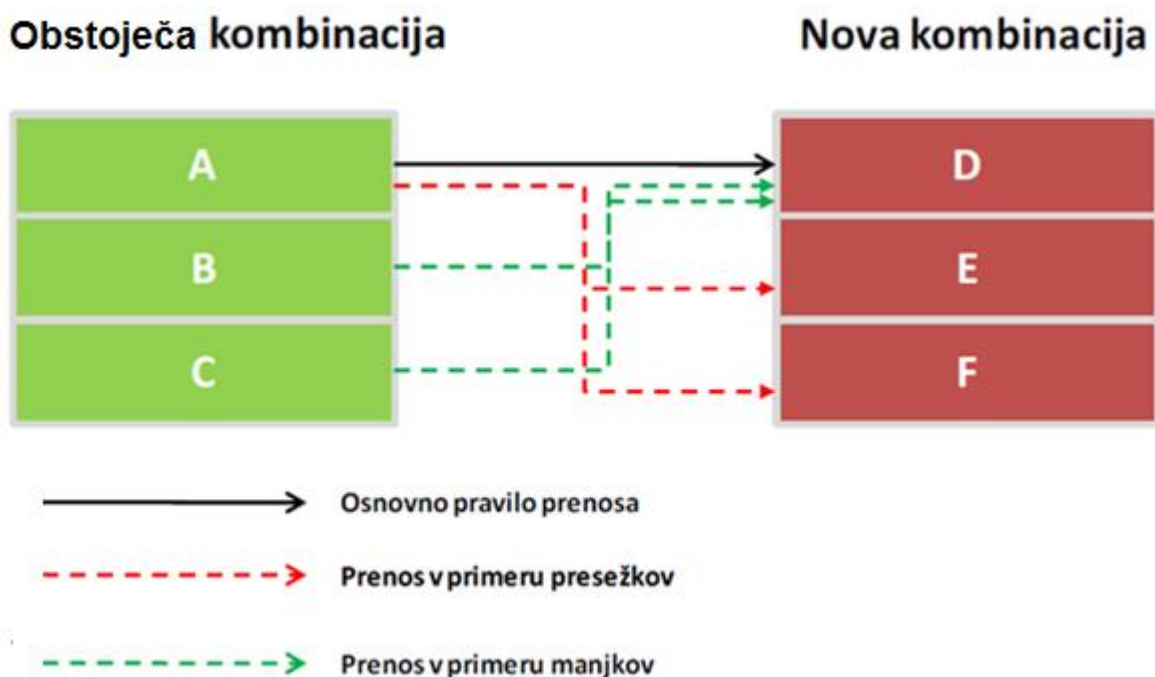 Obstoječa kombinacija
Nova kombinacija
A
D
B
E
C
F
Osnovno pravilo prenosa
Prenos v primeru presežkov
Prenos v primeru manjkov